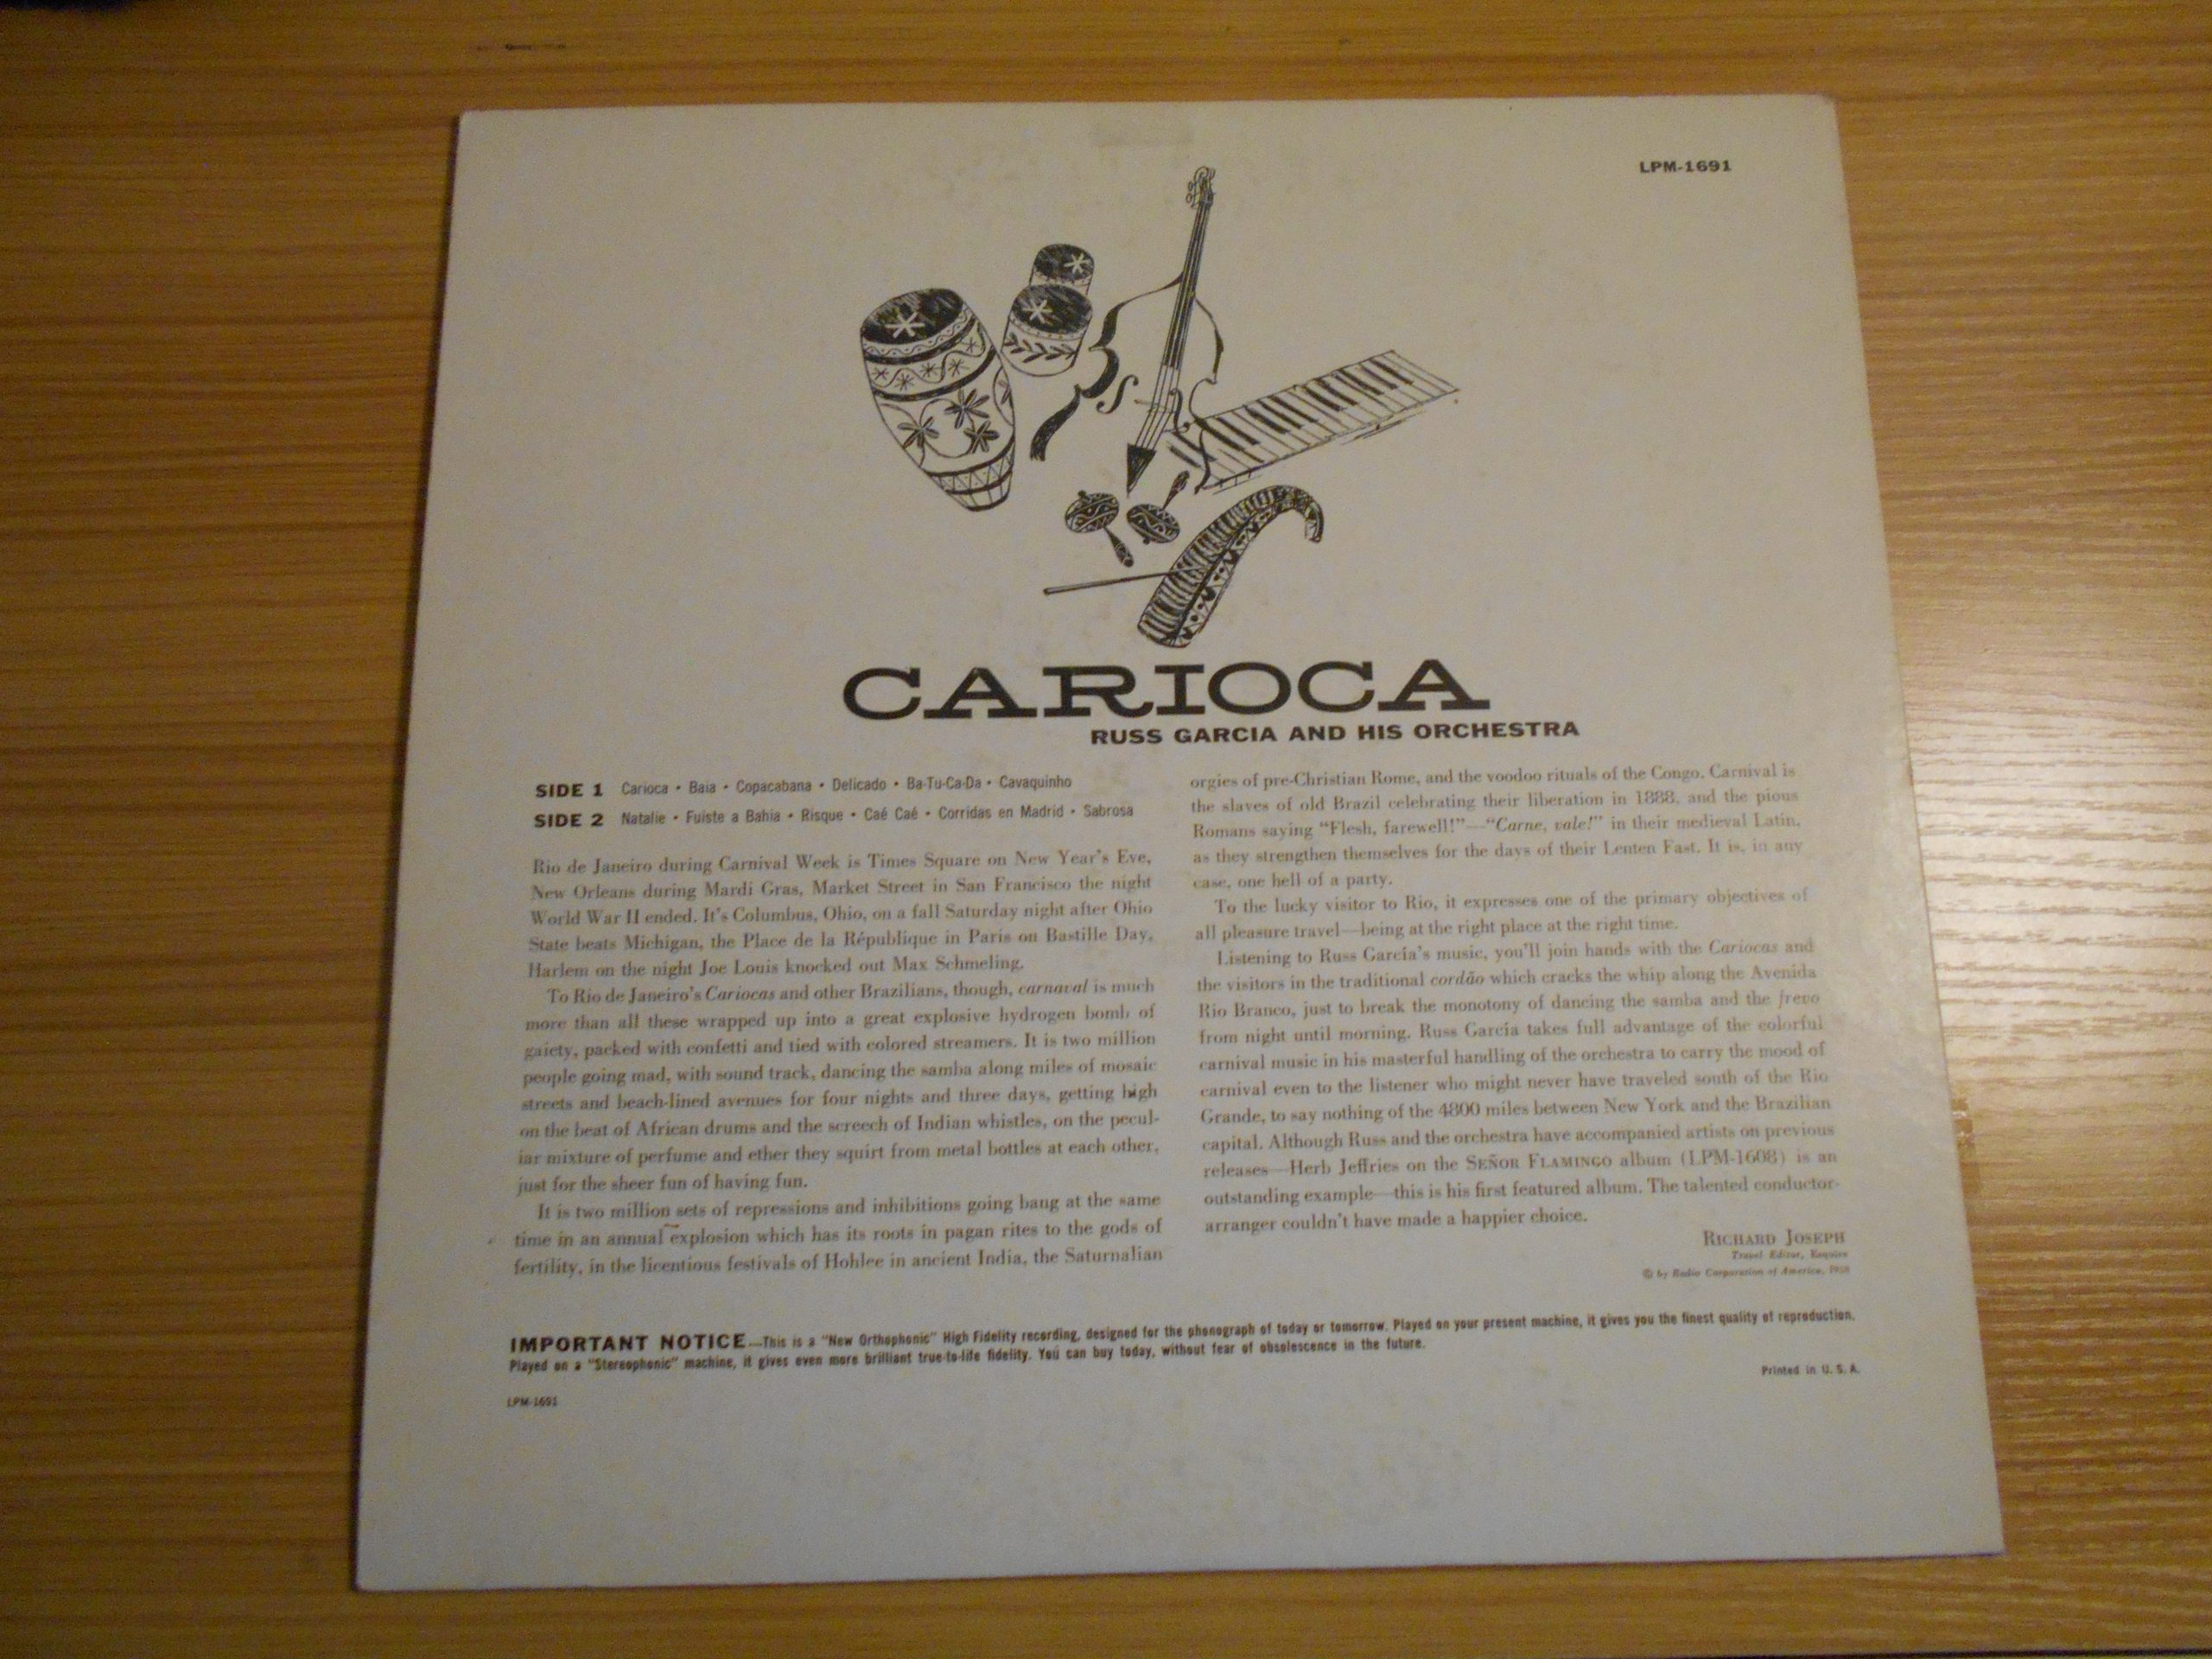 LPM-1691
CARIOCA
RUSS GARCIA AND HIS ORCHESTRA
SIDE 1 Carioca • Baia • Copacabana • Delicado • Ba-Tu-Ca-Da • Cavaquinho
SIDE 2 Natalie • Fuiste a Bahia • Risque • Caé Caé • Corridas en Madrid • Sabrosa
Rio de Janeiro during Carnival Week is Times Square on New Year's Eve,
New Orleans during Mardi Gras, Market Street in San Francisco the night
World War II ended. It's Columbus, Ohio, on a fall Saturday night after Ohio
State beats Michigan, the Place de la République in Paris on Bastille Day,
Harlem on the night Joe Louis knocked out Max Schmeling.
To Rio de Janeiro's Cariocas and other Brazilians, though, carnaval is much
more than all these wrapped up into a great explosive hydrogen bomb of
gaiety, packed with confetti and tied with colored streamers. It is two million
people going mad, with sound track, dancing the samba along miles of mosaic
streets and beach-lined avenues for four nights and three days, getting high
on the beat of African drums and the screech of Indian whistles, on the pecul-
iar mixture of perfume and ether they squirt from metal bottles at each other,
just for the sheer fun of having fun.
It is two million sets of repressions and inhibitions going bang at the same
time in an annual explosion which has its roots in pagan rites to the gods of
fertility, in the licentious festivals of Hohlee in ancient India, the Saturnalian
orgies of pre-Christian Rome, and the voodoo rituals of the Congo. Carnival is
the slaves of old Brazil celebrating their liberation in 1888, and the pious
Romans saying "Flesh, farewell!"—"Carne, vale!" in their medieval Latin,
as they strengthen themselves for the days of their Lenten Fast. It is, in any
case, one hell of a party.
To the lucky visitor to Rio, it expresses one of the primary objectives of
all pleasure travel—being at the right place at the right time.
Listening to Russ García's music, you'll join hands with the Cariocas and
the visitors in the traditional cordão which cracks the whip along the Avenida
Rio Branco, just to break the monotony of dancing the samba and the frevo
from night until morning. Russ García takes full advantage of the colorful
carnival music in his masterful handling of the orchestra to carry the mood of
carnival even to the listener who might never have traveled south of the Rio
Grande, to say nothing of the 4800 miles between New York and the Brazilian
capital. Although Russ and the orchestra have accompanied artists on previous
releases—Herb Jeffries on the SEÑOR FLAMINGO album (LPM-1608) is an
outstanding example—this is his first featured album. The talented conductor-
arranger couldn't have made a happier choice.
RICHARD JOSEPH
Travel Editor, Esquire
© by Radio Corporation of America, 1958
IMPORTANT NOTICE—This is a "New Orthophonic" High Fidelity recording, designed for the phonograph of today or tomorrow. Played on your present machine, it gives you the finest quality of reproduction.
Played on a "Stereophonic" machine, it gives even more brilliant true-to-life fidelity. You can buy today, without fear of obsolescence in the future.
Printed in U. S. A.
LPM-1691